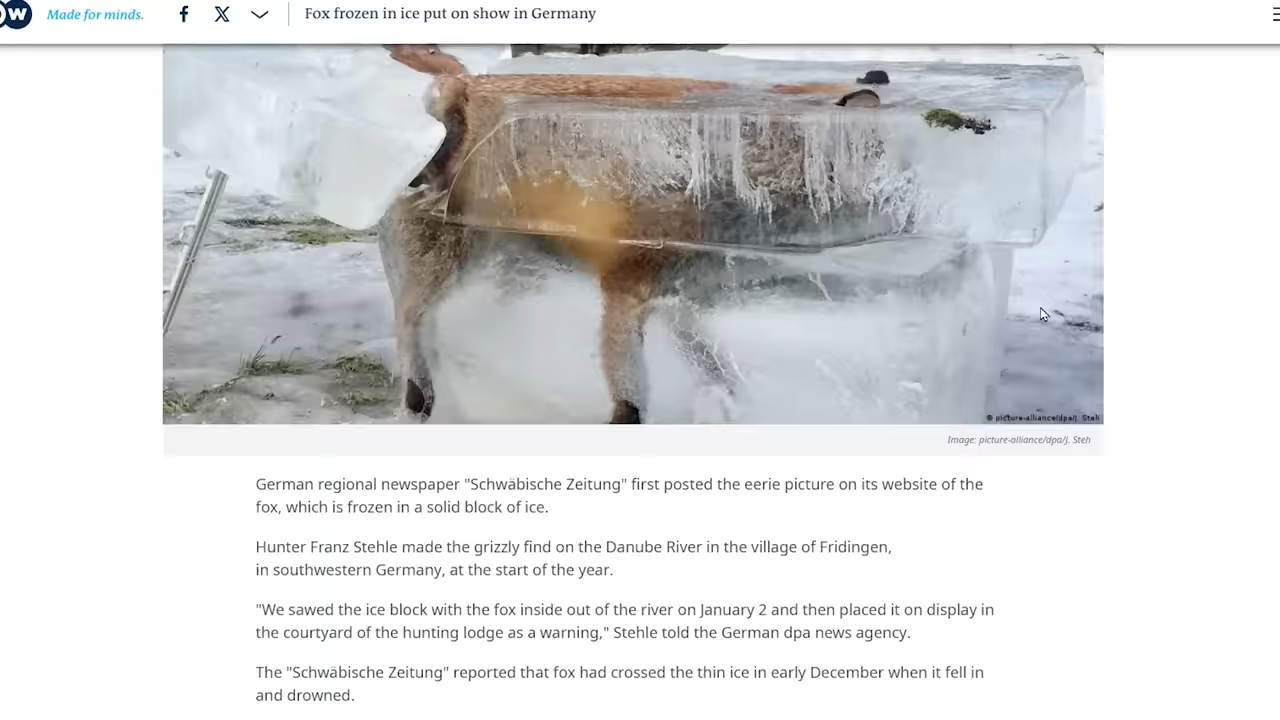 W Made for minds. Fox frozen in ice put on show in Germany
© picture-alliance/dpa/J. Steh
Image: picture-alliance/dpa/J. Steh
German regional newspaper "Schwäbische Zeitung" first posted the eerie picture on its website of the
fox, which is frozen in a solid block of ice.
Hunter Franz Stehle made the grizzly find on the Danube River in the village of Fridingen,
in southwestern Germany, at the start of the year.
"We sawed the ice block with the fox inside out of the river on January 2 and then placed it on display in
the courtyard of the hunting lodge as a warning," Stehle told the German dpa news agency.
The "Schwäbische Zeitung" reported that fox had crossed the thin ice in early December when it fell in
and drowned.